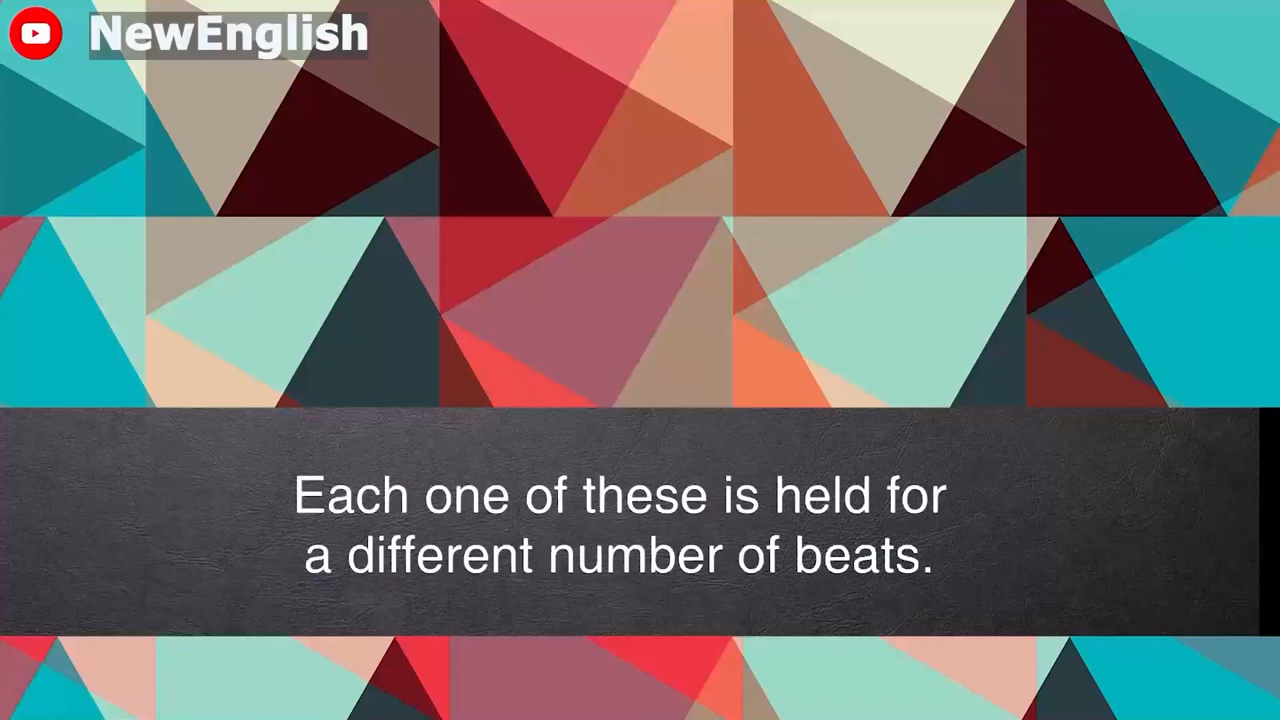 NewEnglish
Each one of these is held for
a different number of beats.